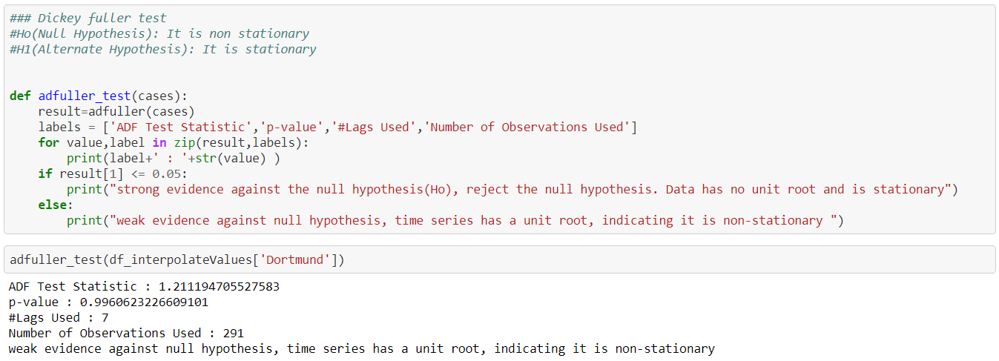 ### Dickey fuller test
#Ho(Null Hypothesis): It is non stationary
#H1(Alternate Hypothesis): It is stationary
def adfuller_test(cases):
    result=adfuller(cases)
    labels = ['ADF Test Statistic','p-value','#Lags Used','Number of Observations Used']
    for value,label in zip(result,labels):
        print(label+' : '+str(value) )
    if result[1] <= 0.05:
        print("strong evidence against the null hypothesis(Ho), reject the null hypothesis. Data has no unit root and is stationary")
    else:
        print("weak evidence against null hypothesis, time series has a unit root, indicating it is non-stationary ")
adfuller_test(df_interpolateValues['Dortmund'])
ADF Test Statistic : 1.211194705527583
p-value : 0.9960623226609101
#Lags Used : 7
Number of Observations Used : 291
weak evidence against null hypothesis, time series has a unit root, indicating it is non-stationary